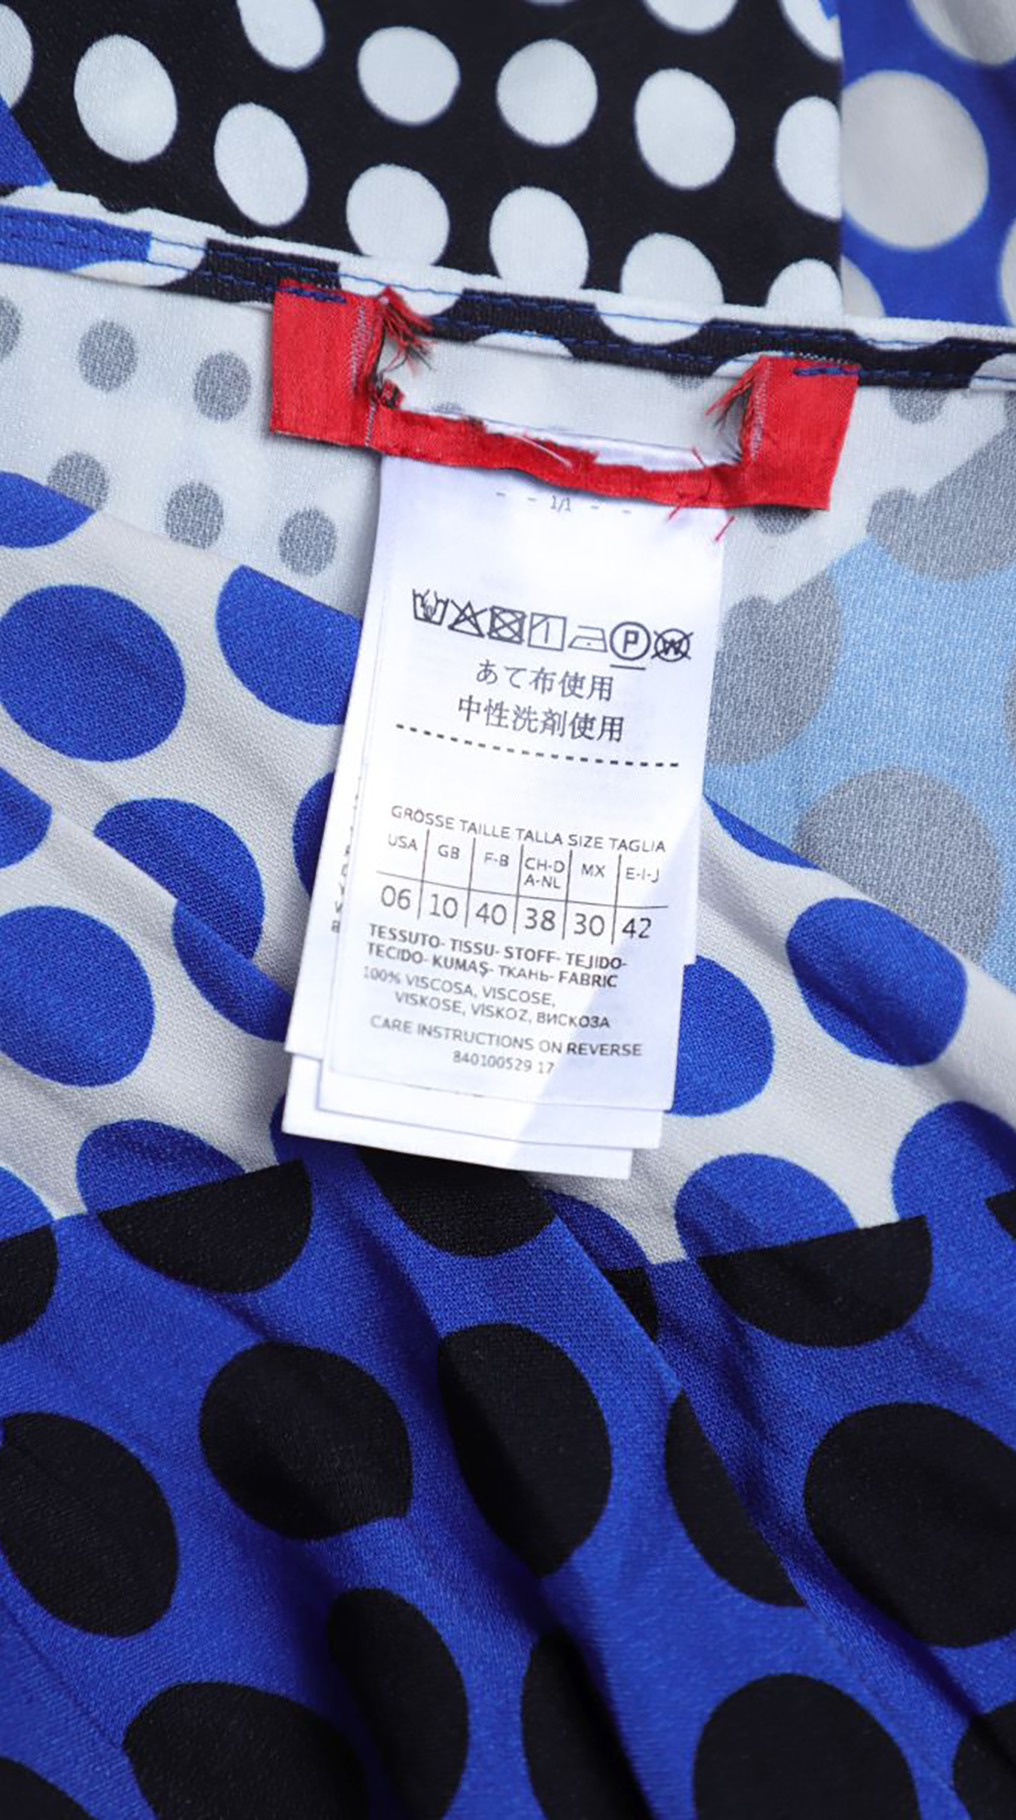 - - 1/1 - -
あて布使用
中性洗剤使用
GRÖSSE TAILLE TALLA SIZE TAGLIA
USA GB F-B CH-D A-NL MX E-I-J
06 10 40 38 30 42
TESSUTO- TISSU- STOFF- TEJIDO-
TECIDO- KUMAŞ- ТКАНЬ- FABRIC
100% VISCOSA, VISCOSE,
VISKOSE, VİSKOZ, ВИСКОЗА
CARE INSTRUCTIONS ON REVERSE
840100529 17